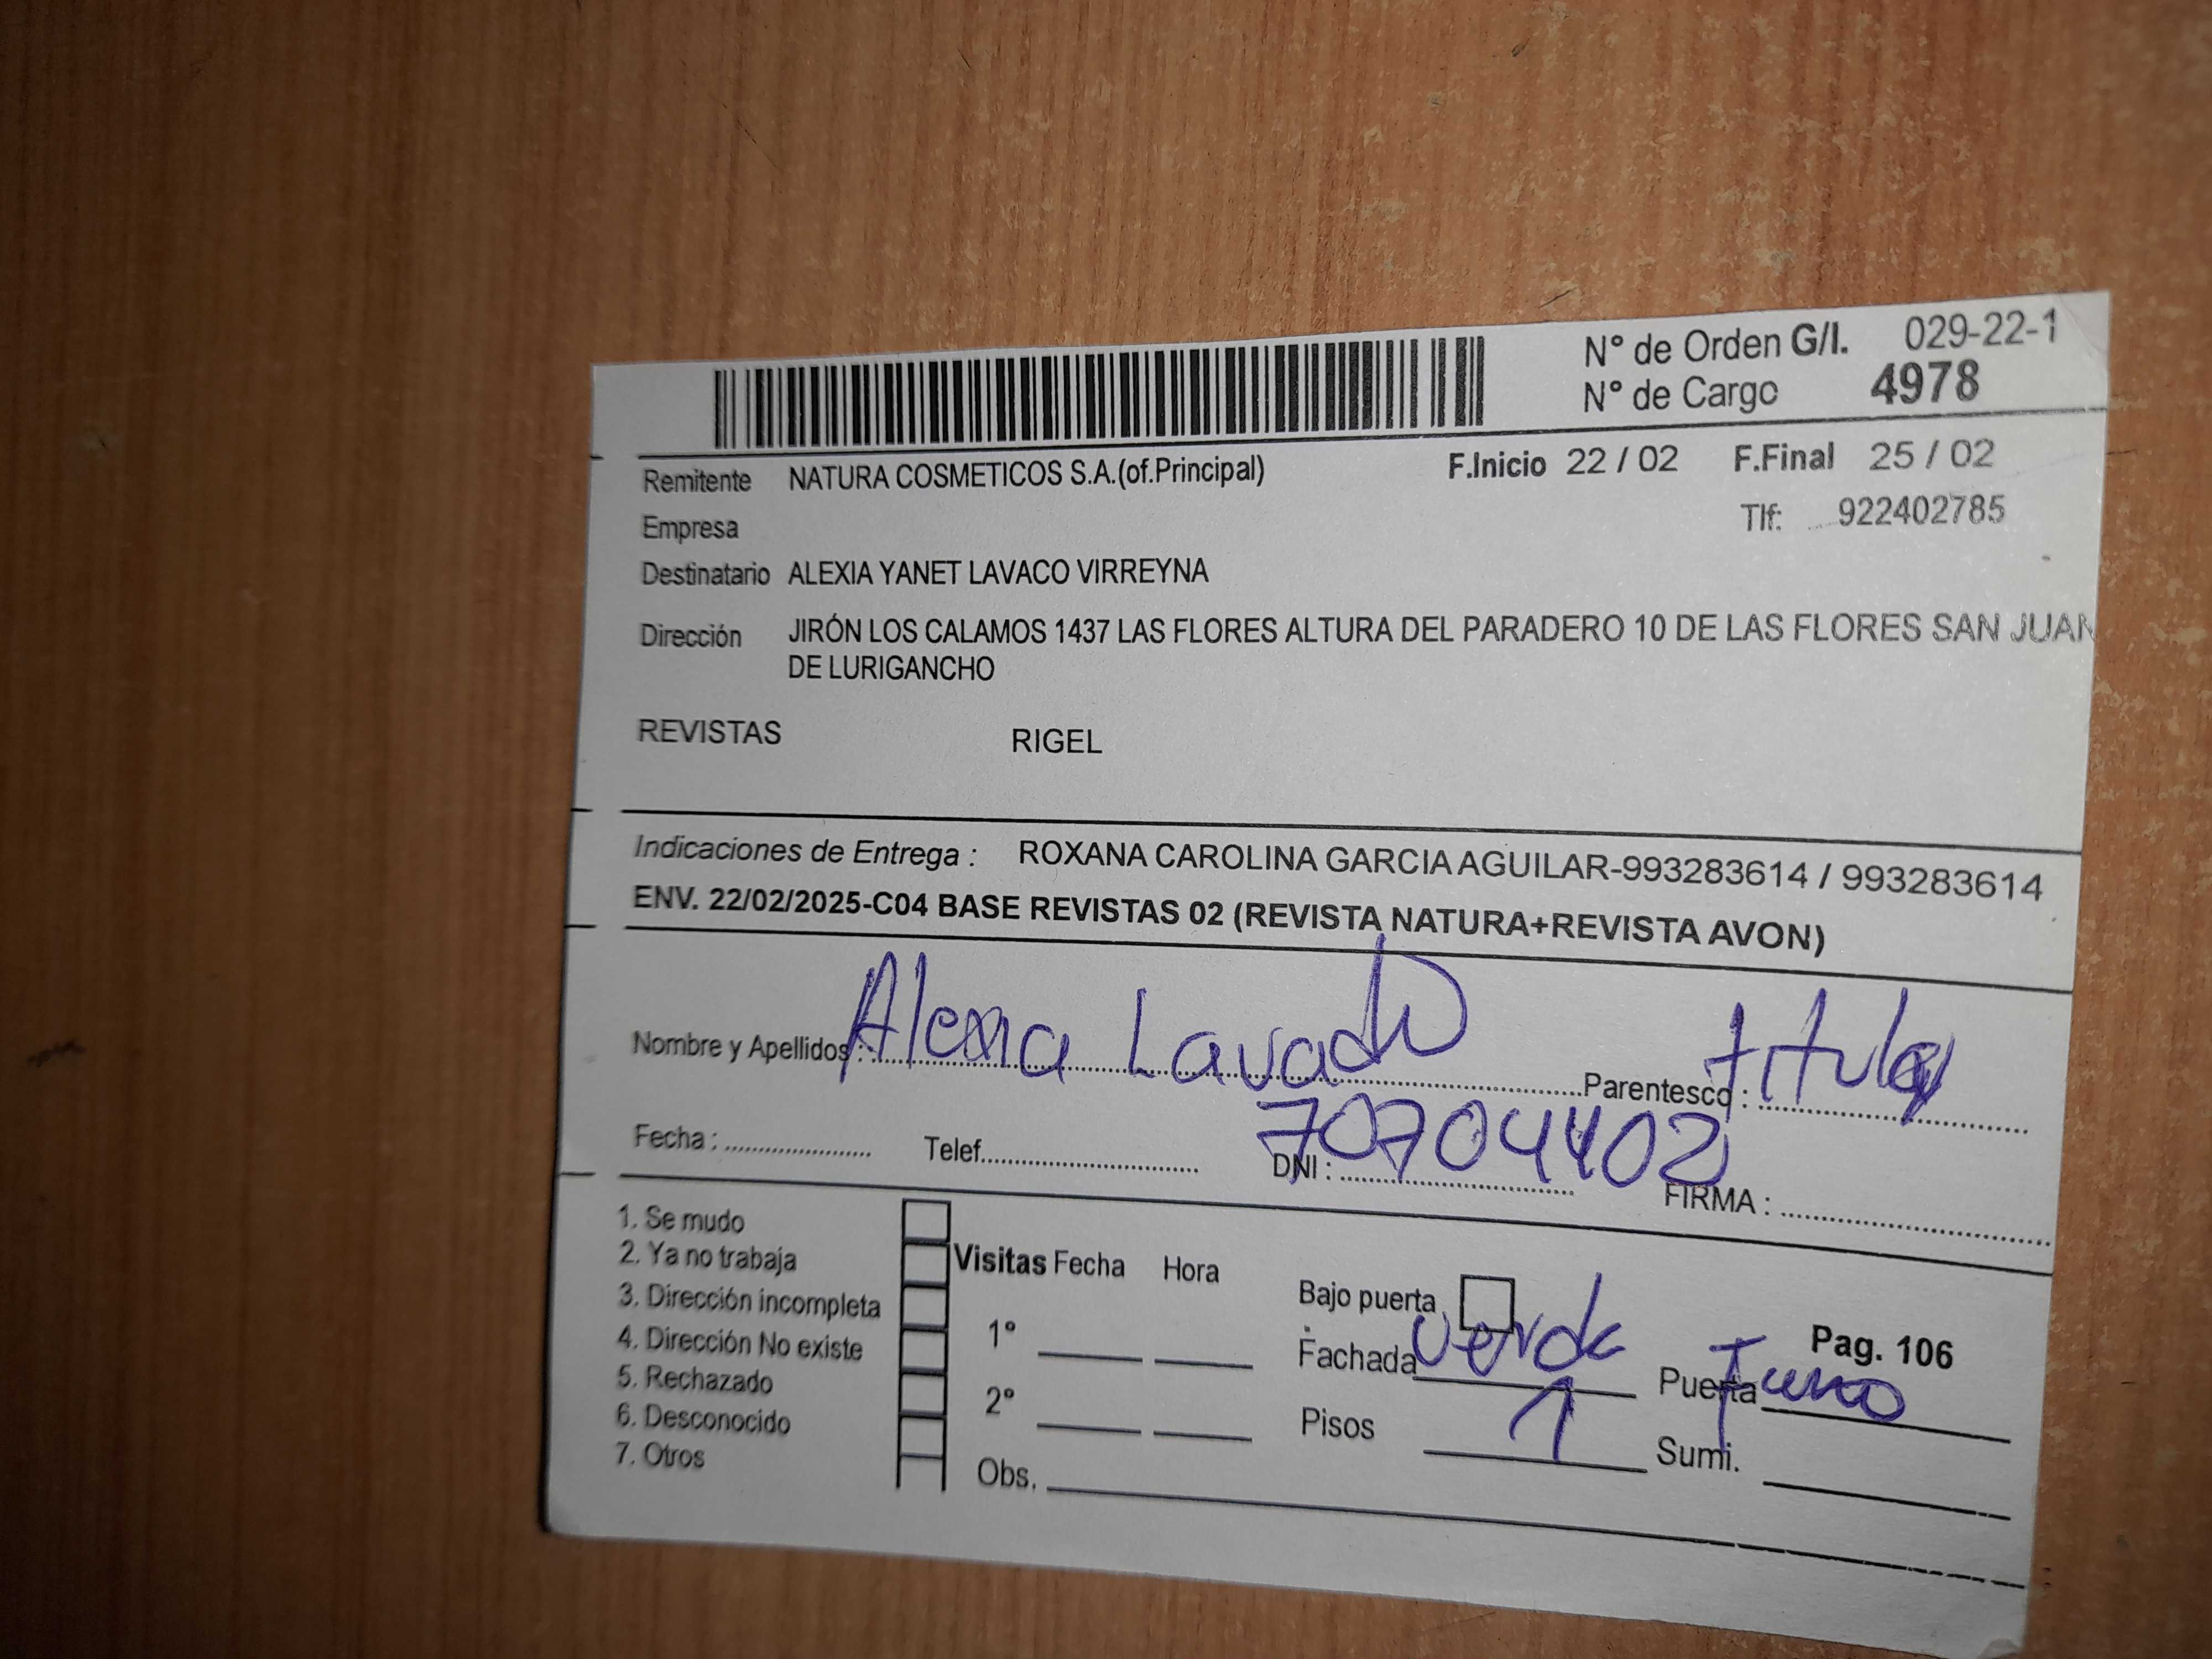 N° de Orden G/I. 029-22-1
N° de Cargo 4978
Remitente NATURA COSMETICOS S.A.(of.Principal) F.Inicio 22 / 02 F.Final 25 / 02
Empresa Tlf: 922402785
Destinatario ALEXIA YANET LAVACO VIRREYNA
Dirección JIRÓN LOS CALAMOS 1437 LAS FLORES ALTURA DEL PARADERO 10 DE LAS FLORES SAN JUAN
DE LURIGANCHO
REVISTAS RIGEL
Indicaciones de Entrega : ROXANA CAROLINA GARCIA AGUILAR-993283614 / 993283614
ENV. 22/02/2025-C04 BASE REVISTAS 02 (REVISTA NATURA+REVISTA AVON)
Nombre y Apellidos : Alexia Lavado Parentesco : titular
Fecha : Telef. DNI : 70704402 FIRMA :
1. Se mudo
2. Ya no trabaja
3. Dirección incompleta
4. Dirección No existe
5. Rechazado
6. Desconocido
7. Otros
Visitas Fecha Hora
1°
2°
Obs.
Bajo puerta
Fachada verde
Pisos 1
Pag. 106
Puerta
Sumi.